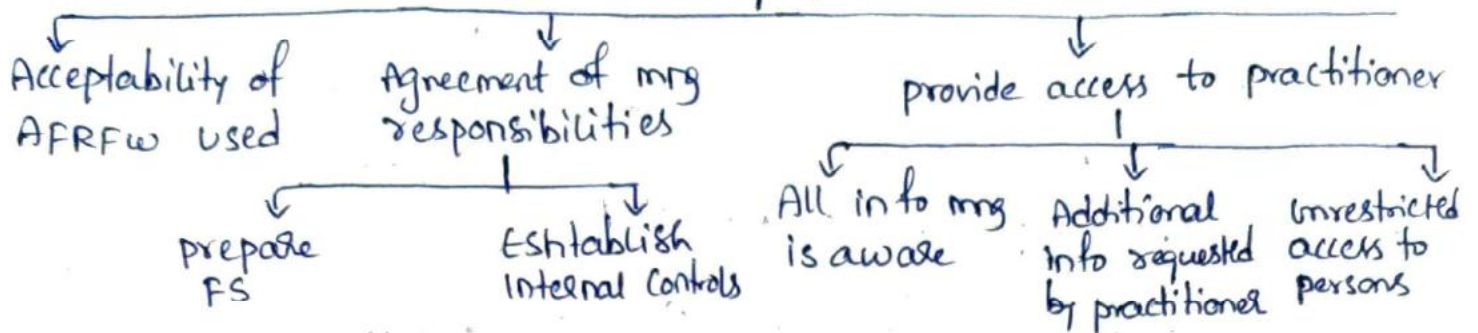 Acceptability of
AFRFW used
Agreement of mrg
responsibilities
prepare
FS
Eshtablish
Internal Controls
provide access to practitioner
All info mrg
is aware
Additional
info requested
by practitioner
Unrestricted
access to
persons